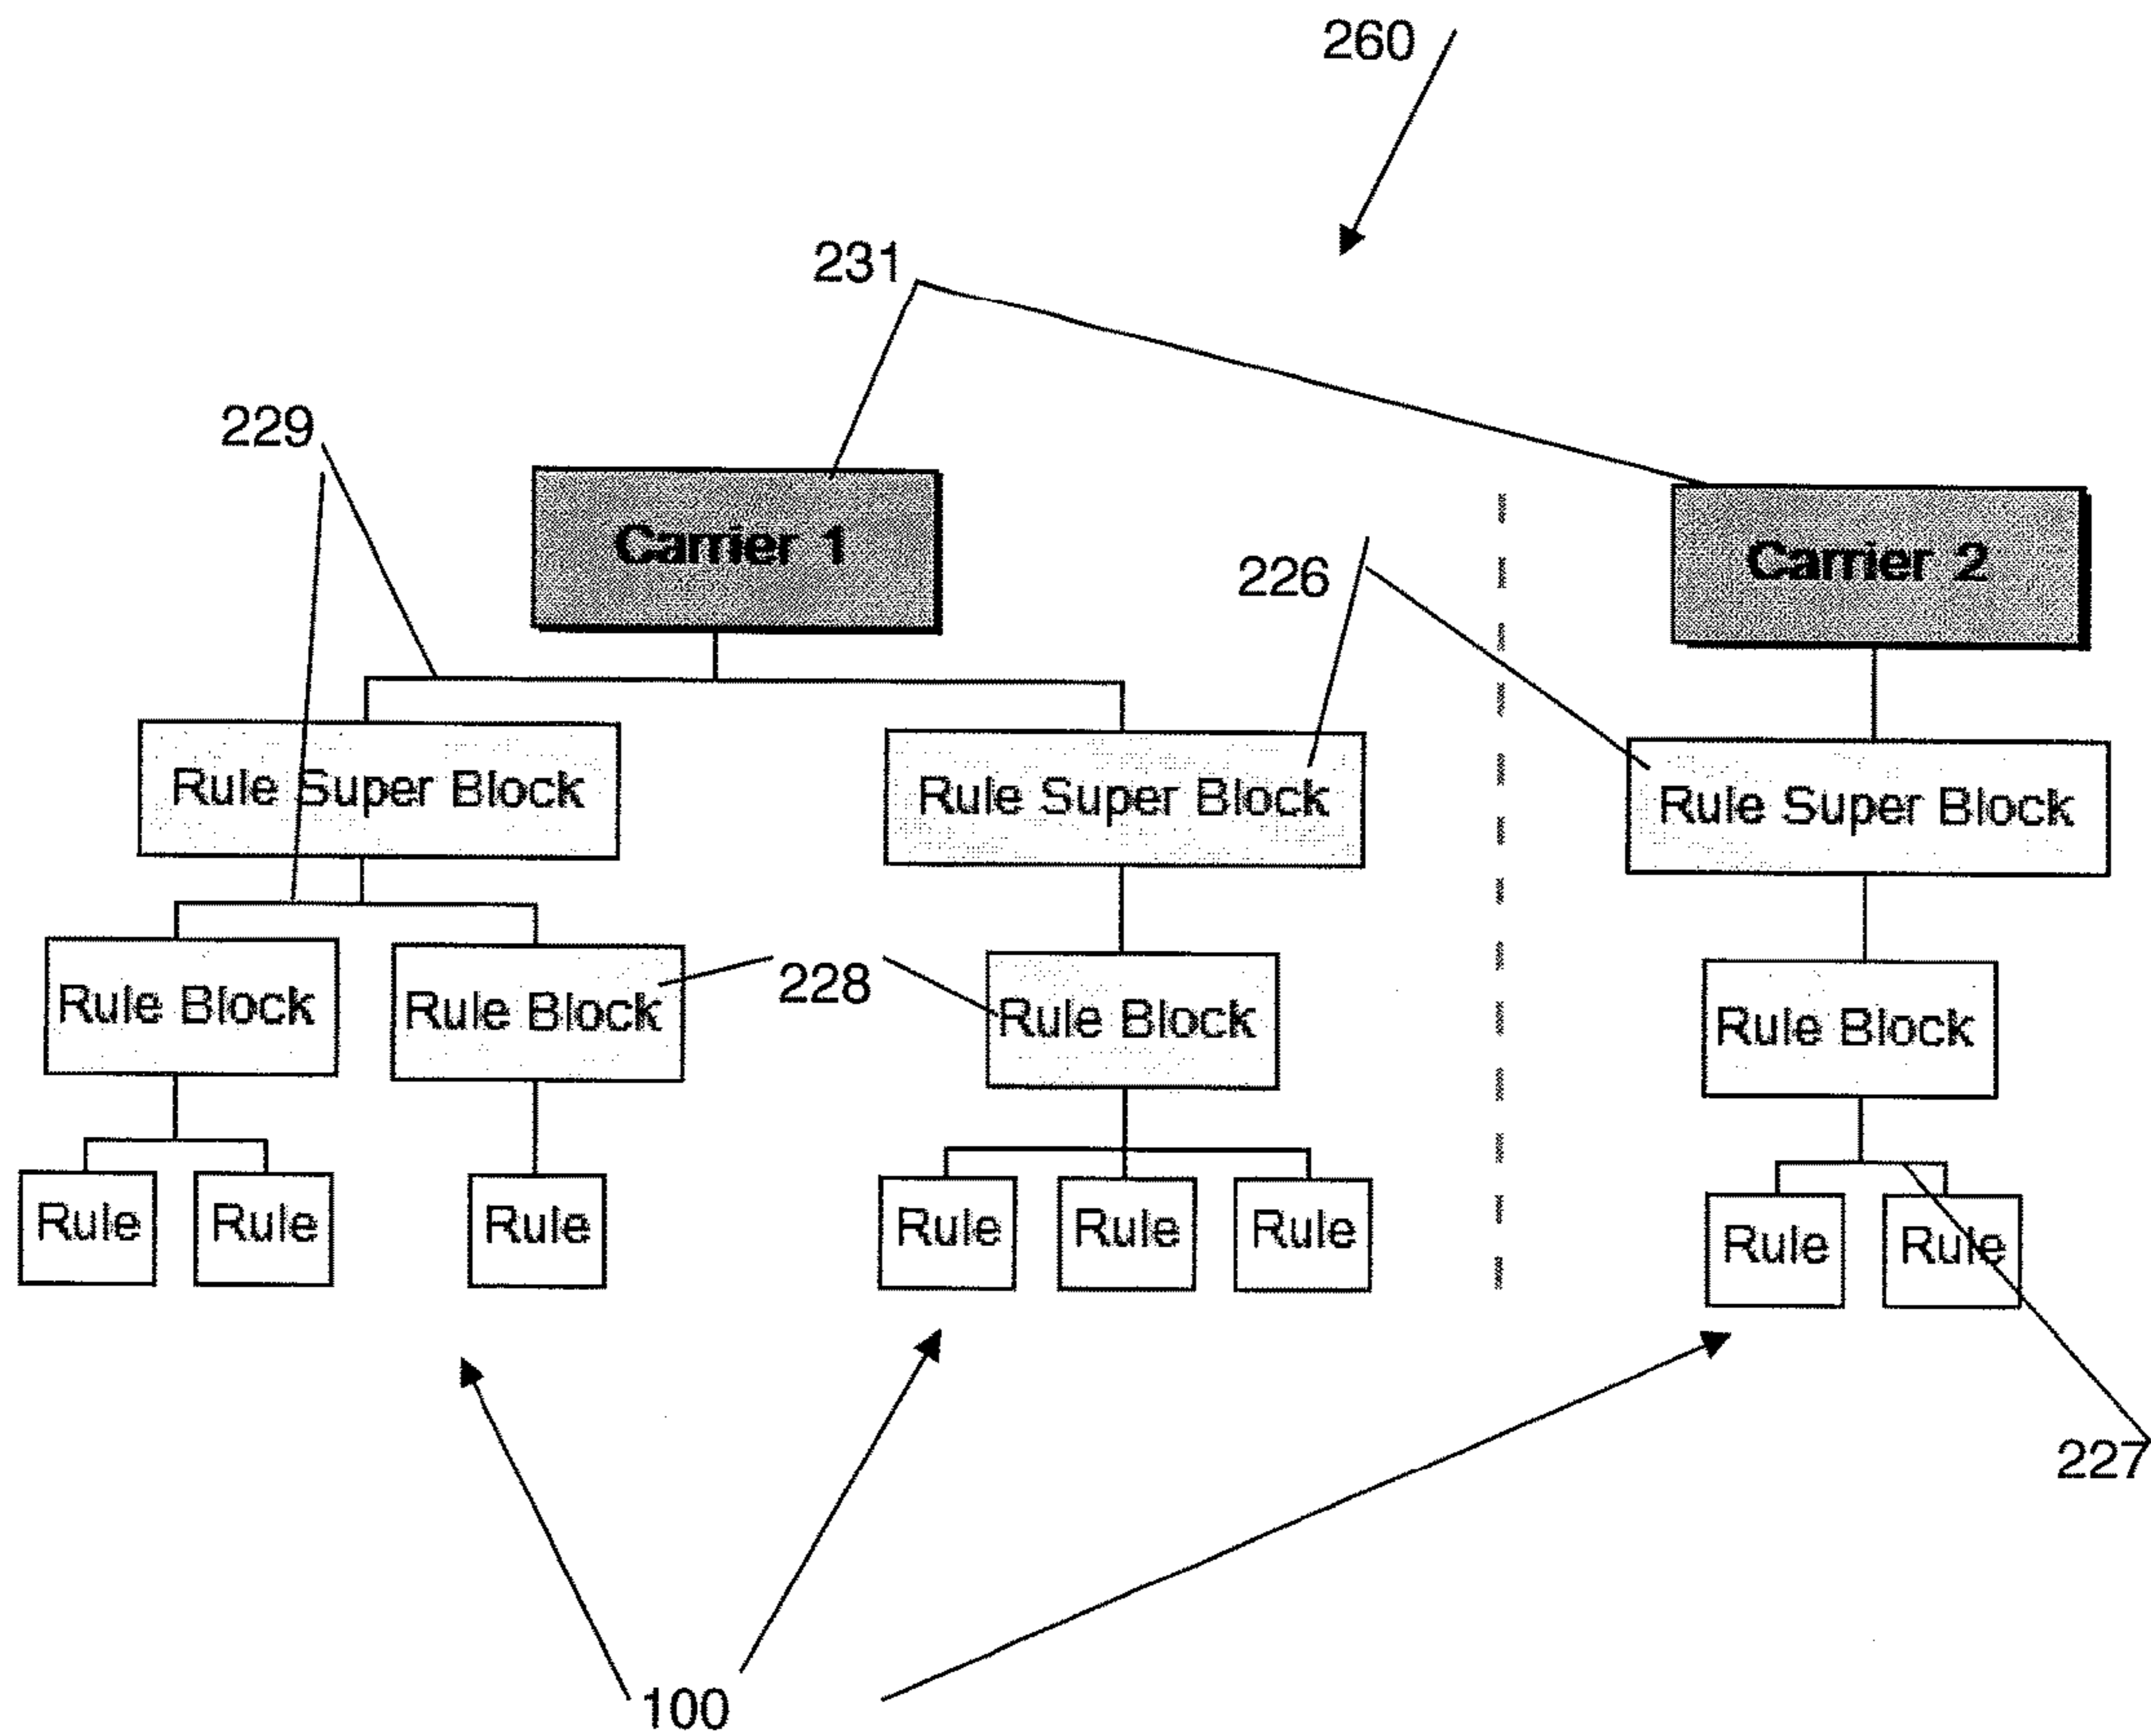 260
231
229
Carrier 1
Carrier 2
226
Rule Super Block
Rule Super Block
Rule Super Block
Rule Block
Rule Block
228
Rule Block
Rule Block
Rule
Rule
Rule
Rule
Rule
Rule
Rule
Rule
227
100